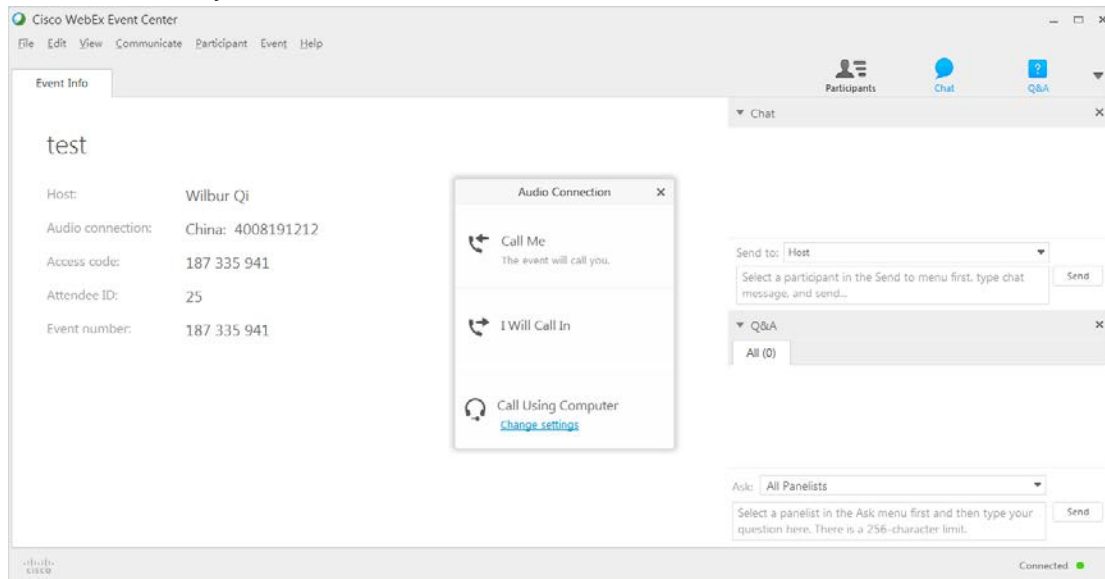 Cisco WebEx Event Center
File Edit View Communicate Participant Event Help
Event Info
Participants Chat Q&A
Chat
test
Host: Wilbur Qi
Audio connection: China: 4008191212
Access code: 187 335 941
Attendee ID: 25
Event number: 187 335 941
Audio Connection
Call Me
The event will call you.
I Will Call In
Call Using Computer
Change settings
Send to: Host
Select a participant in the Send to menu first, type chat
message, and send...
Send
Q&A
All (0)
Ask: All Panelists
Select a panelist in the Ask menu first and then type your
question here. There is a 256-character limit.
Send
CISCO
Connected